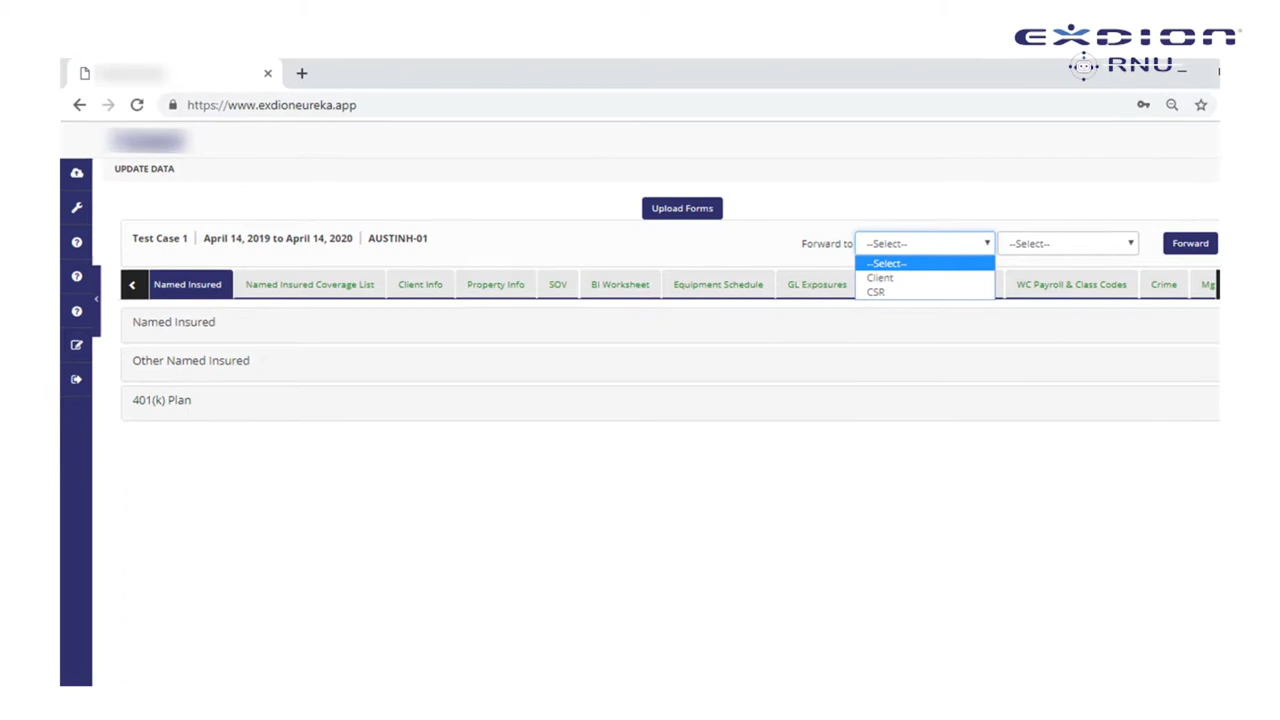 EXDION
RNU_
https://www.exdioneureka.app
UPDATE DATA
Upload Forms
Test Case 1 | April 14, 2019 to April 14, 2020 | AUSTINH-01
Forward to --Select-- --Select-- Forward
--Select--
Client
CSR
Named Insured Named Insured Coverage List Client Info Property Info SOV BI Worksheet Equipment Schedule GL Exposures WC Payroll & Class Codes Crime Mg
Named Insured
Other Named Insured
401(k) Plan